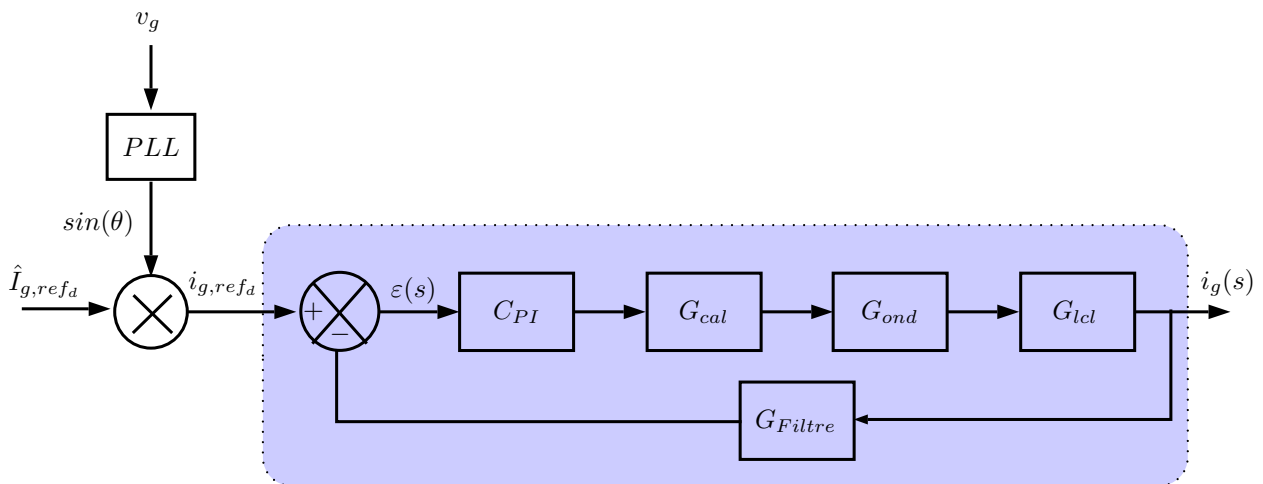 v_g
PLL
sin(θ)
Î_{g,ref_d}
i_{g,ref_d}
+
−
ε(s)
C_{PI}
G_{cal}
G_{ond}
G_{lcl}
i_g(s)
G_{Filtre}